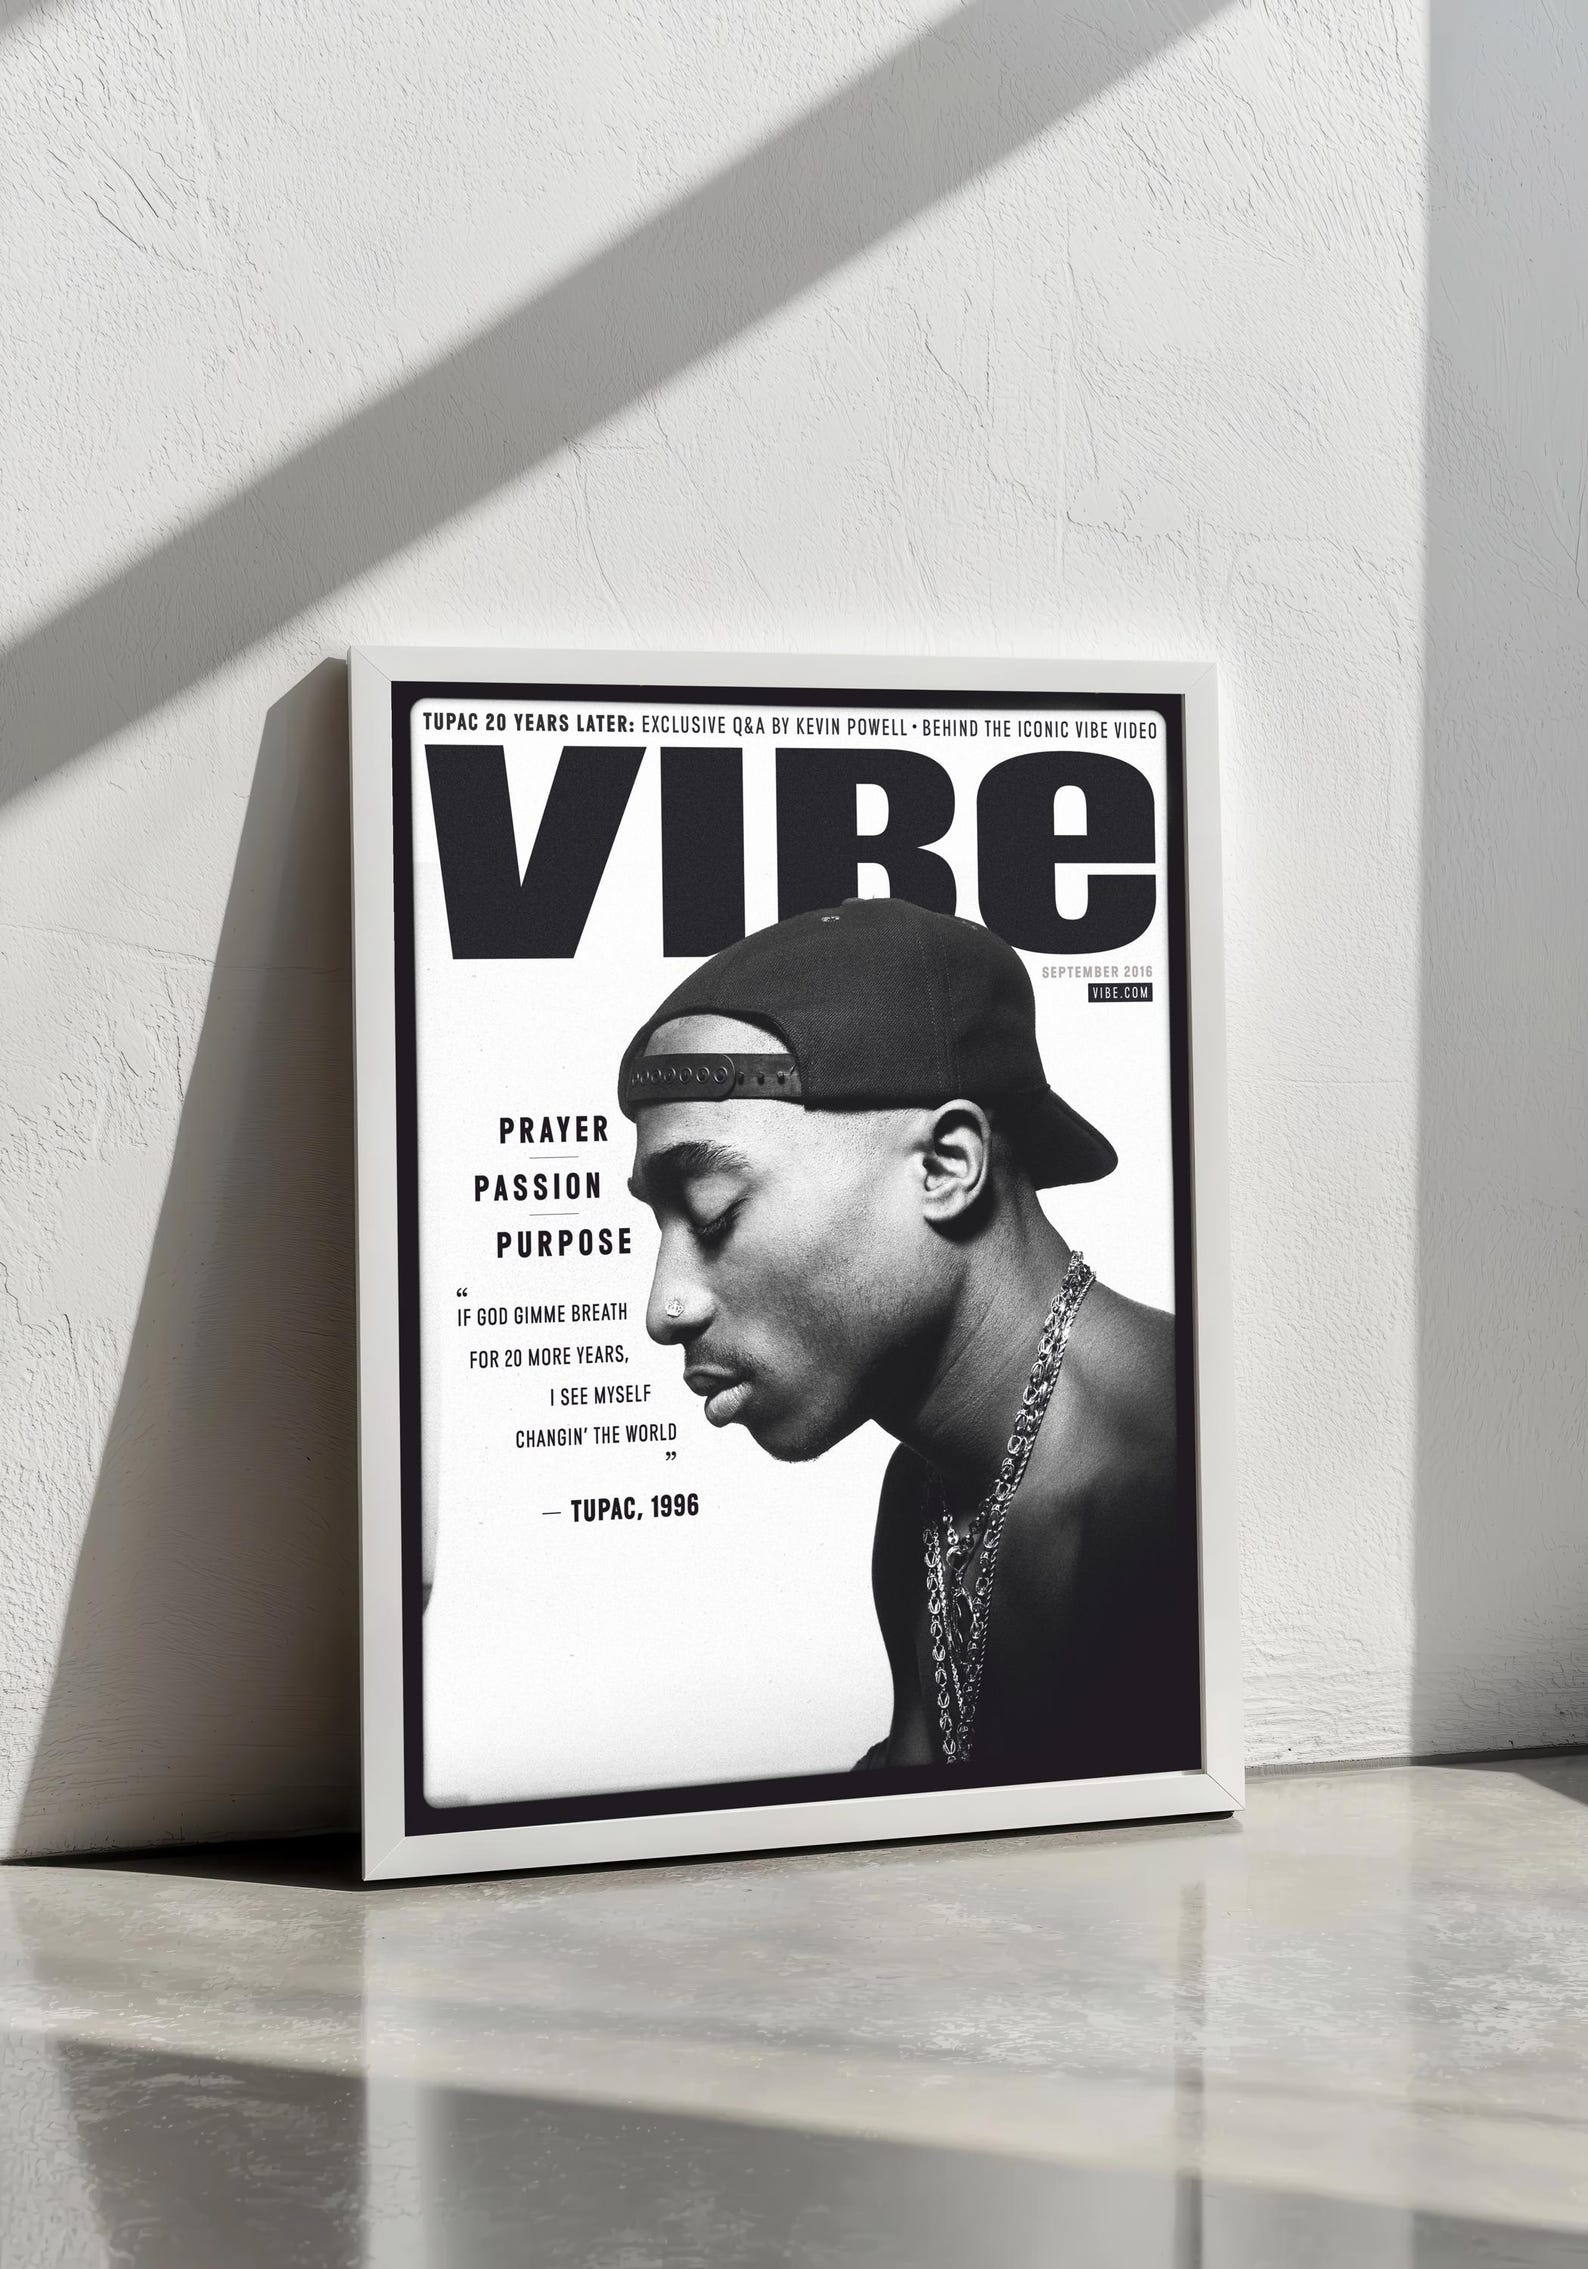 TUPAC 20 YEARS LATER: EXCLUSIVE Q&A BY KEVIN POWELL • BEHIND THE ICONIC VIBE VIDEO
VIBe
SEPTEMBER 2016
VIBE.COM
PRAYER
PASSION
PURPOSE
“
IF GOD GIMME BREATH
FOR 20 MORE YEARS,
I SEE MYSELF
CHANGIN’ THE WORLD
”
— TUPAC, 1996